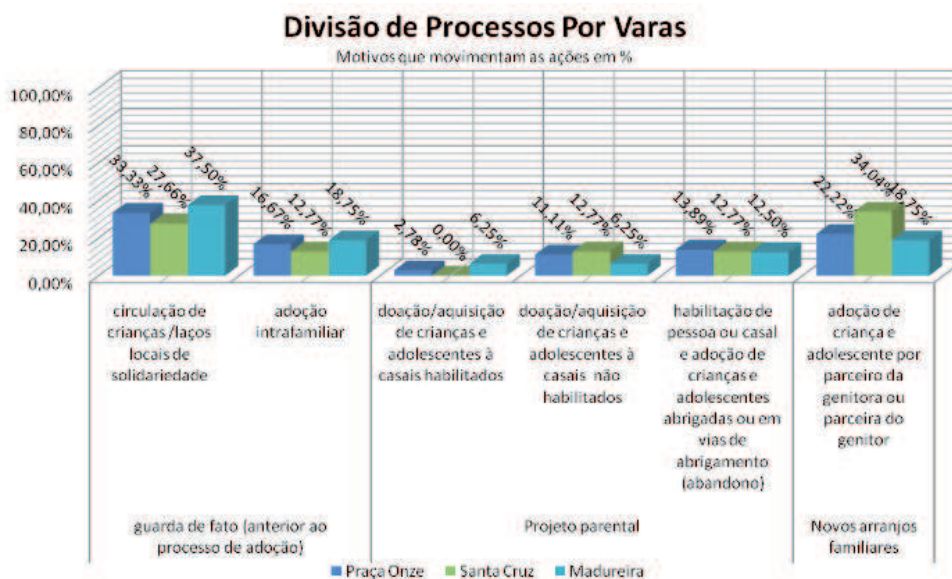 Divisão de Processos Por Varas
Motivos que movimentam as ações em %
100,00%
80,00%
60,00%
40,00%
20,00%
0,00%
33,33%
27,66%
37,50%
16,67%
12,77%
18,75%
2,78%
0,00%
6,25%
11,11%
12,77%
6,25%
13,89%
12,77%
12,50%
22,22%
34,04%
18,75%
circulação de
crianças /laços
locais de
solidariedade
adoção
intrafamiliar
doação/aquisição
de crianças e
adolescentes à
casais habilitados
doação/aquisição
de crianças e
adolescentes à
casais não
habilitados
habilitação de
pessoa ou casal
e adoção de
crianças e
adolescentes
abrigadas ou em
vias de
abrigamento
(abandono)
adoção de
criança e
adolescente por
parceiro da
genitora ou
parceira do
genitor
guarda de fato (anterior ao
processo de adoção)
Projeto parental
Novos arranjos
familiares
Praça Onze
Santa Cruz
Madureira